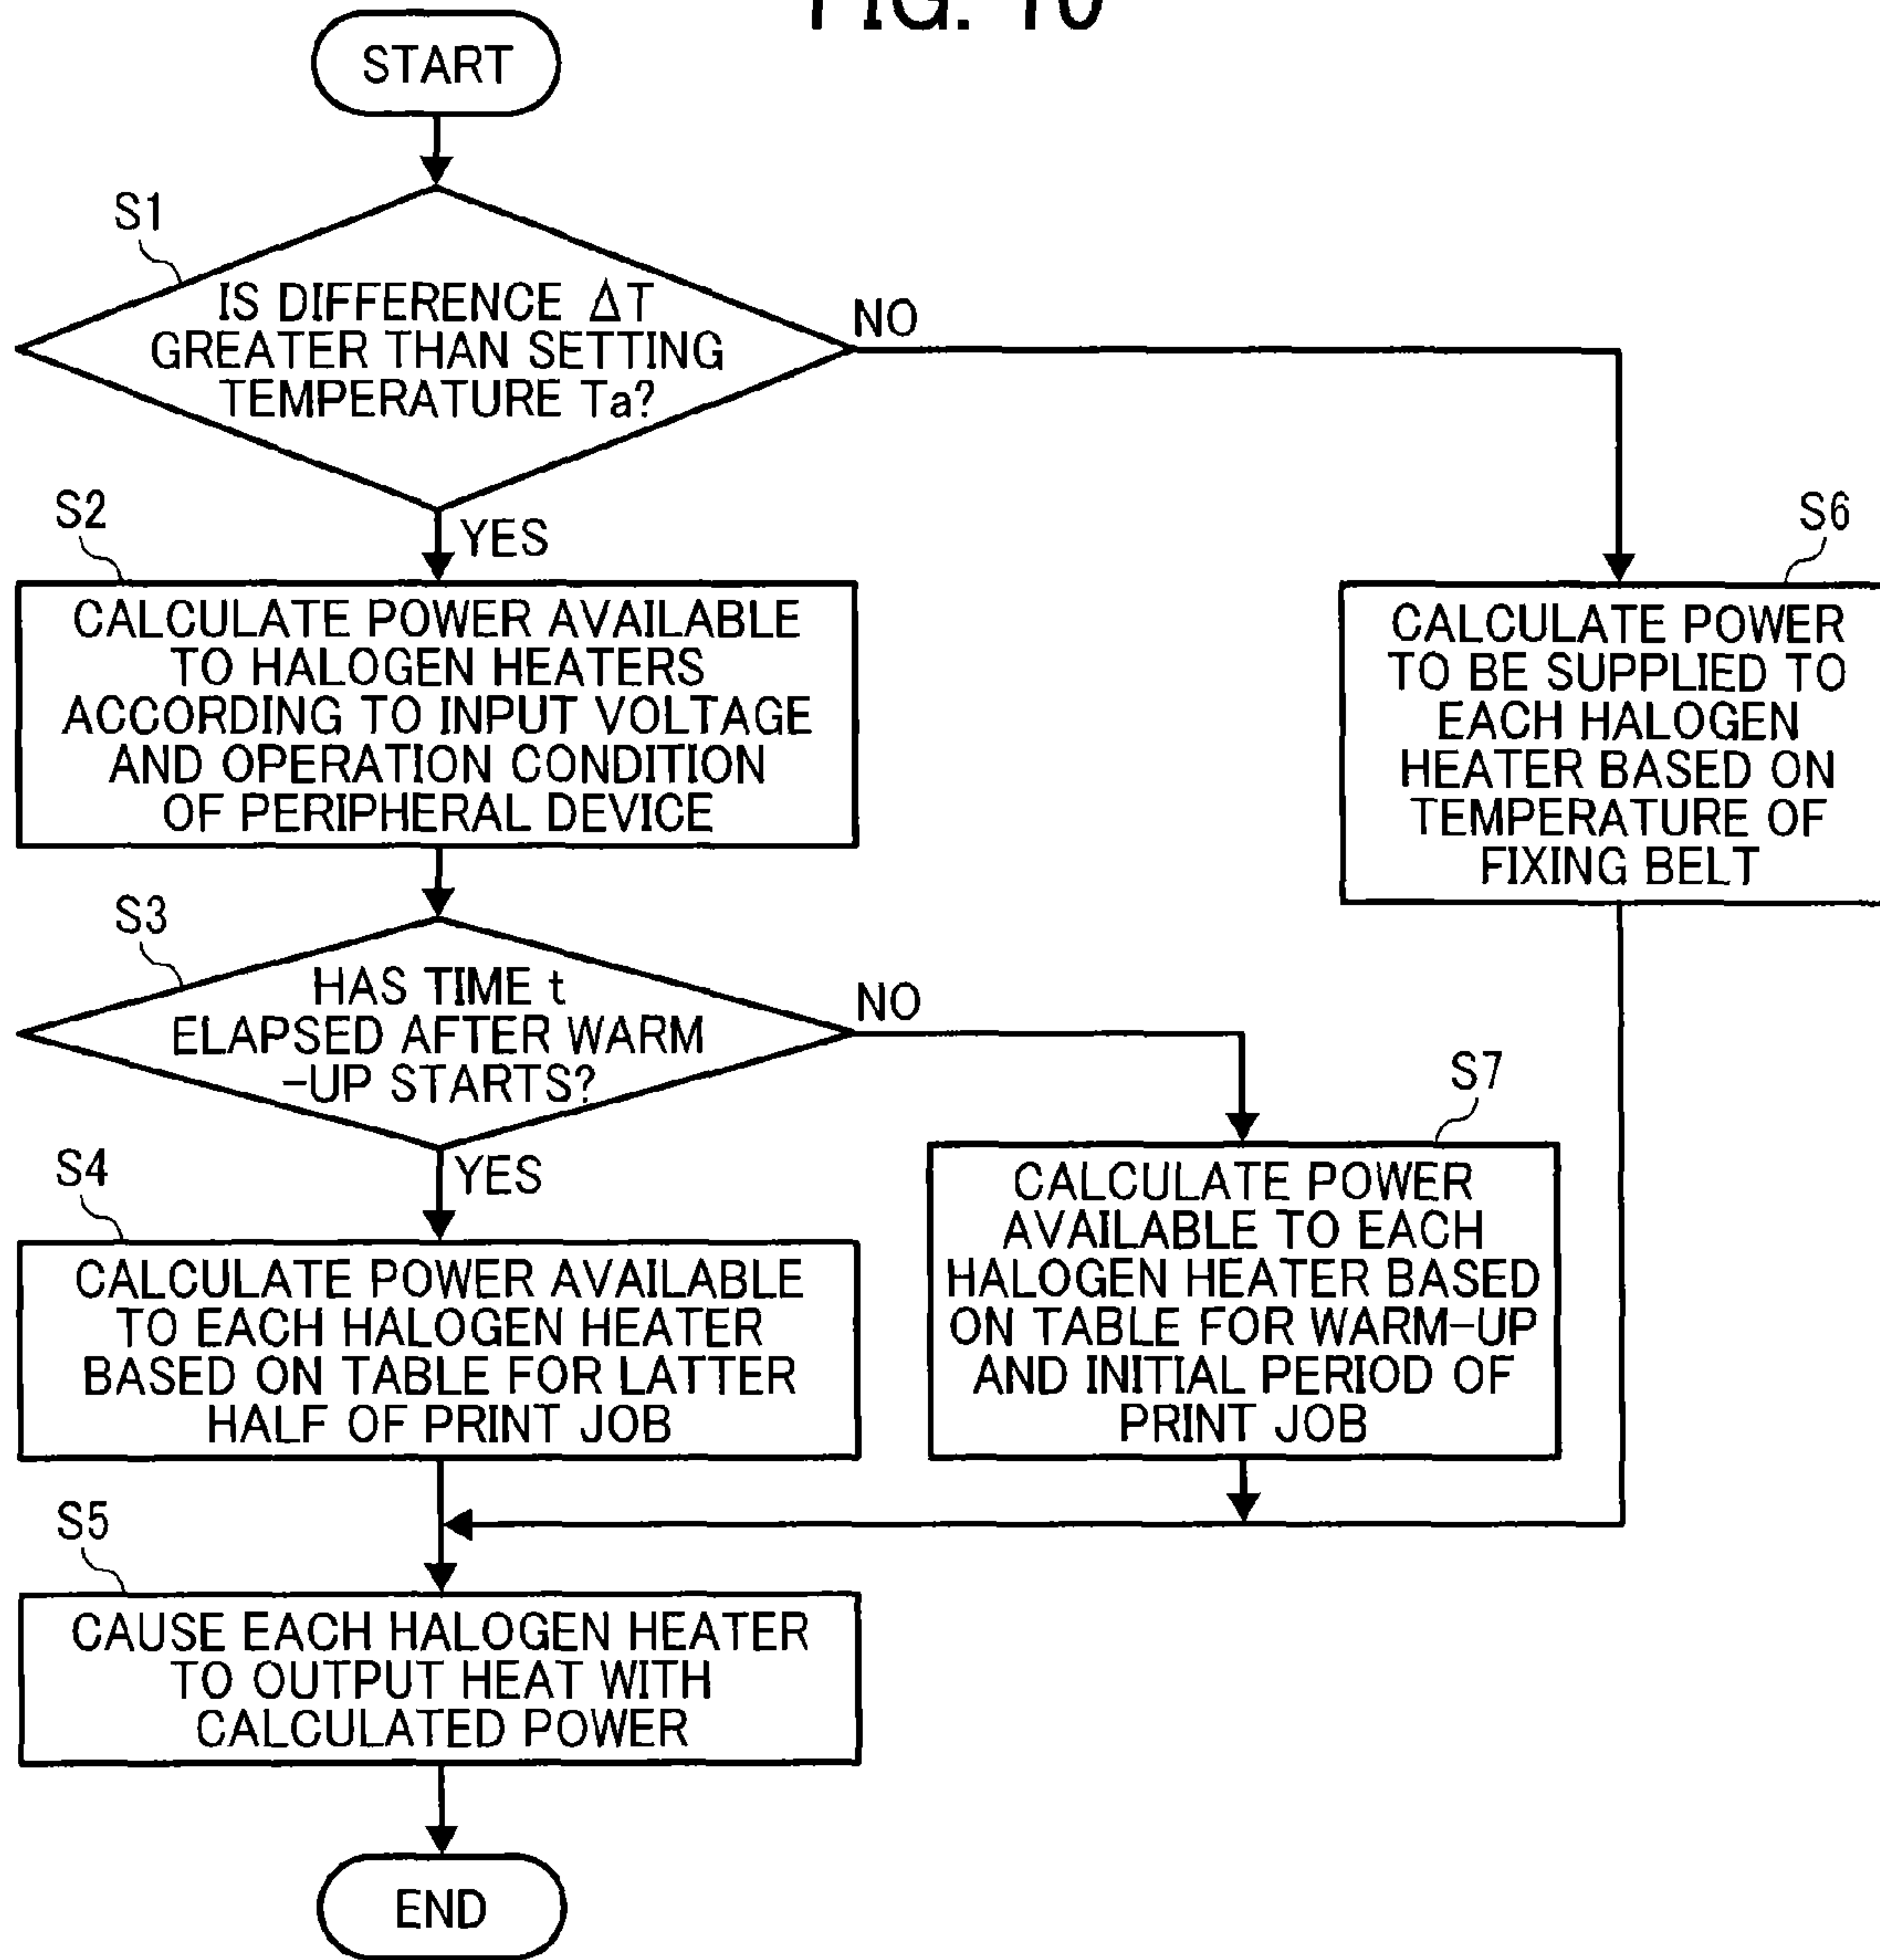 FIG. 10
START
S1
IS DIFFERENCE ΔT
GREATER THAN SETTING
TEMPERATURE Ta?
NO
YES
S2
CALCULATE POWER AVAILABLE
TO HALOGEN HEATERS
ACCORDING TO INPUT VOLTAGE
AND OPERATION CONDITION
OF PERIPHERAL DEVICE
S6
CALCULATE POWER
TO BE SUPPLIED TO
EACH HALOGEN
HEATER BASED ON
TEMPERATURE OF
FIXING BELT
S3
HAS TIME t
ELAPSED AFTER WARM
-UP STARTS?
NO
YES
S7
CALCULATE POWER
AVAILABLE TO EACH
HALOGEN HEATER BASED
ON TABLE FOR WARM-UP
AND INITIAL PERIOD OF
PRINT JOB
S4
CALCULATE POWER AVAILABLE
TO EACH HALOGEN HEATER
BASED ON TABLE FOR LATTER
HALF OF PRINT JOB
S5
CAUSE EACH HALOGEN HEATER
TO OUTPUT HEAT WITH
CALCULATED POWER
END